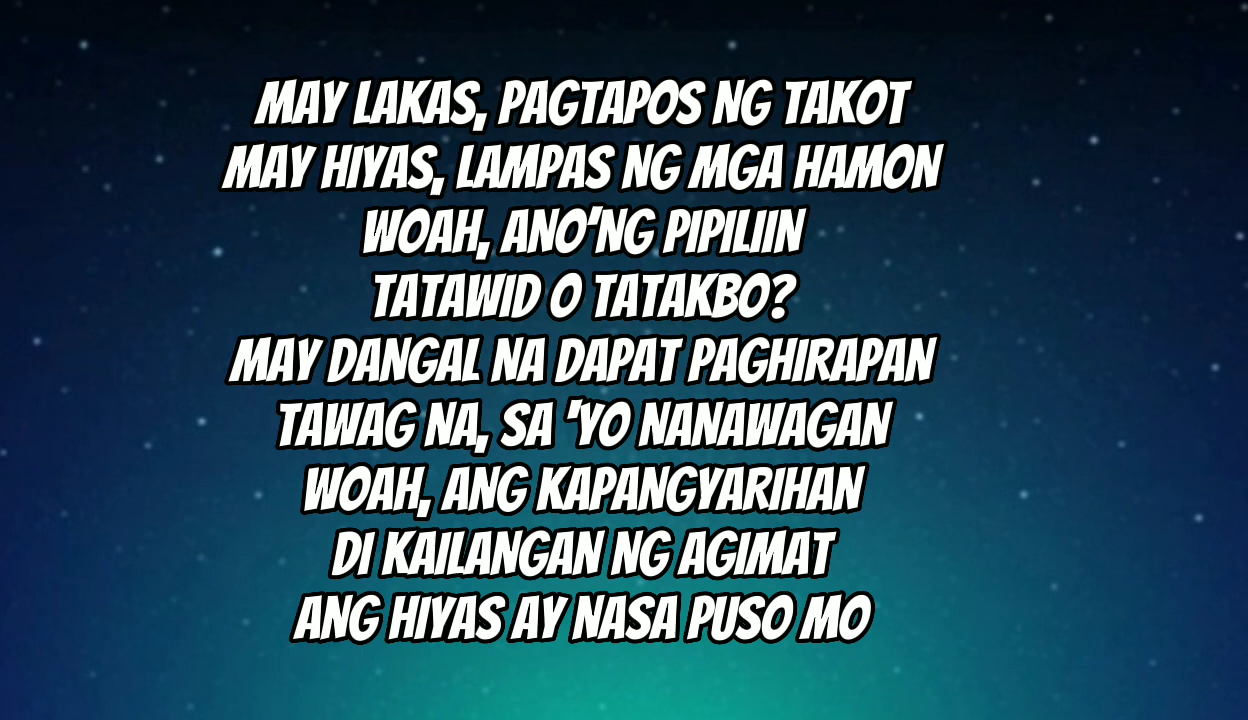 MAY LAKAS, PAGTAPOS NG TAKOT
MAY HIYAS, LAMPAS NG MGA HAMON
WOAH, ANO'NG PIPILIIN
TATAWID O TATAKBO?
MAY DANGAL NA DAPAT PAGHIRAPAN
TAWAG NA, SA 'YO NANAWAGAN
WOAH, ANG KAPANGYARIHAN
DI KAILANGAN NG AGIMAT
ANG HIYAS AY NASA PUSO MO